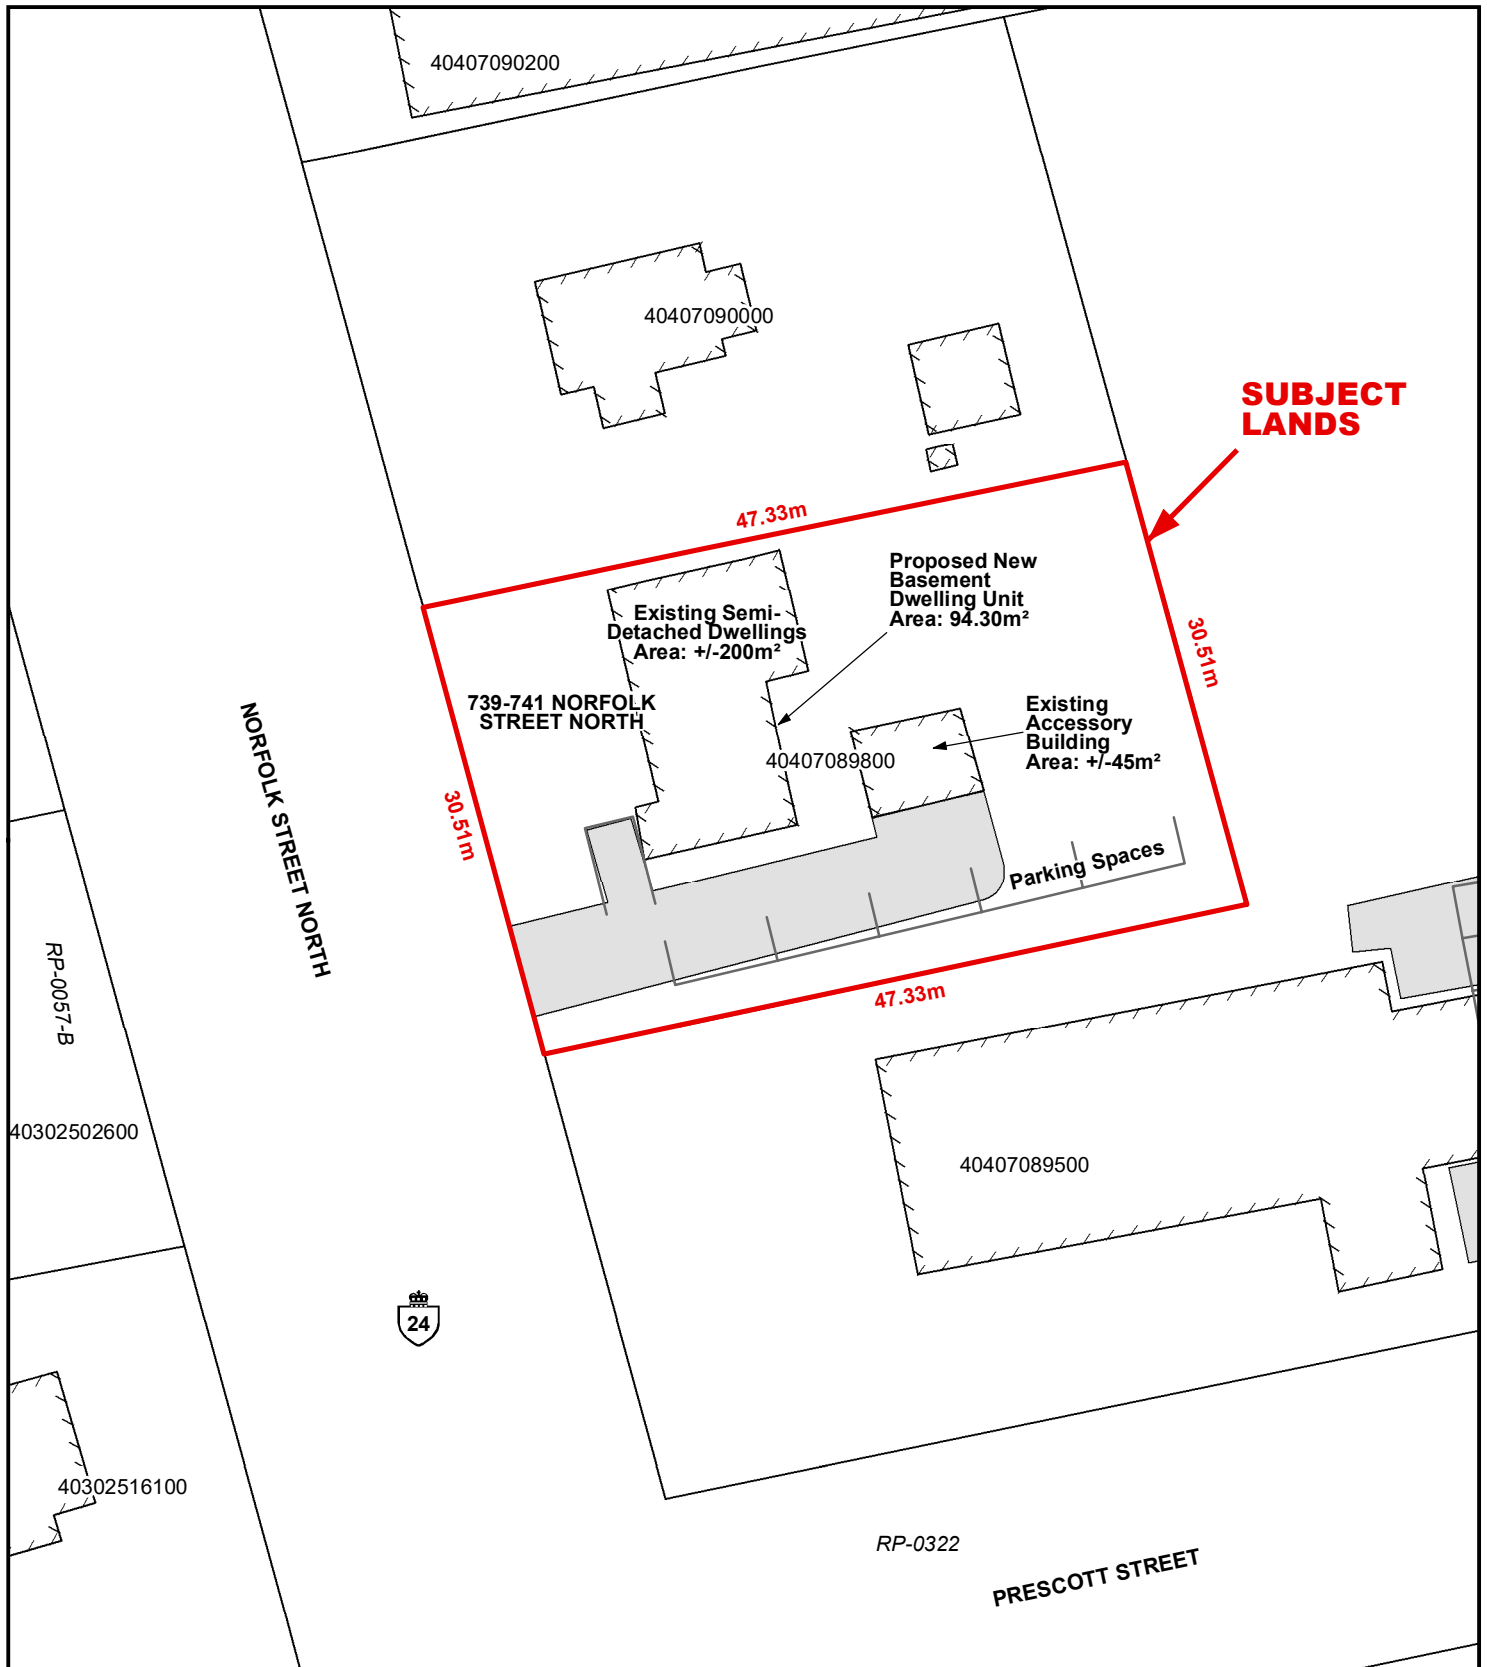 40407090200
40407090000
SUBJECT
LANDS
47.33m
Proposed New
Basement
Dwelling Unit
Area: 94.30m²
Existing Semi-
Detached Dwellings
Area: +/-200m²
30.51m
739-741 NORFOLK
STREET NORTH
Existing
Accessory
Building
Area: +/-45m²
40407089800
NORFOLK STREET NORTH
30.51m
Parking Spaces
RP-0057-B
47.33m
40302502600
40407089500
24
40302516100
RP-0322
PRESCOTT STREET